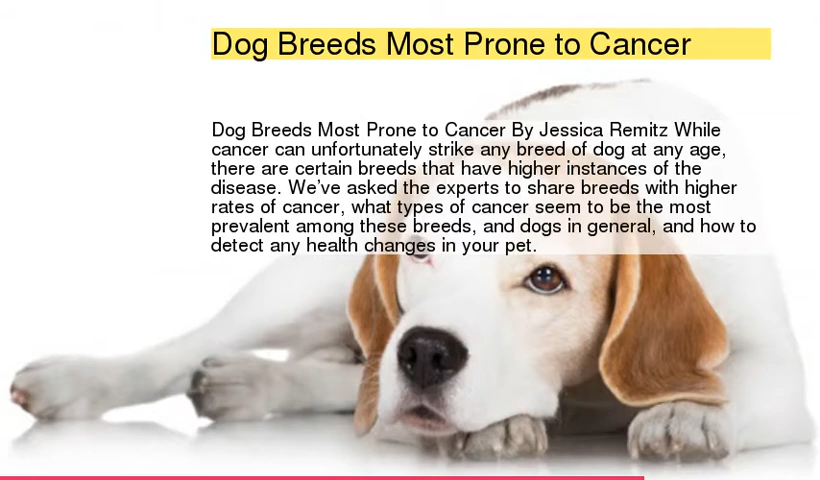 Dog Breeds Most Prone to Cancer
Dog Breeds Most Prone to Cancer By Jessica Remitz While
cancer can unfortunately strike any breed of dog at any age,
there are certain breeds that have higher instances of the
disease. We’ve asked the experts to share breeds with higher
rates of cancer, what types of cancer seem to be the most
prevalent among these breeds, and dogs in general, and how to
detect any health changes in your pet.